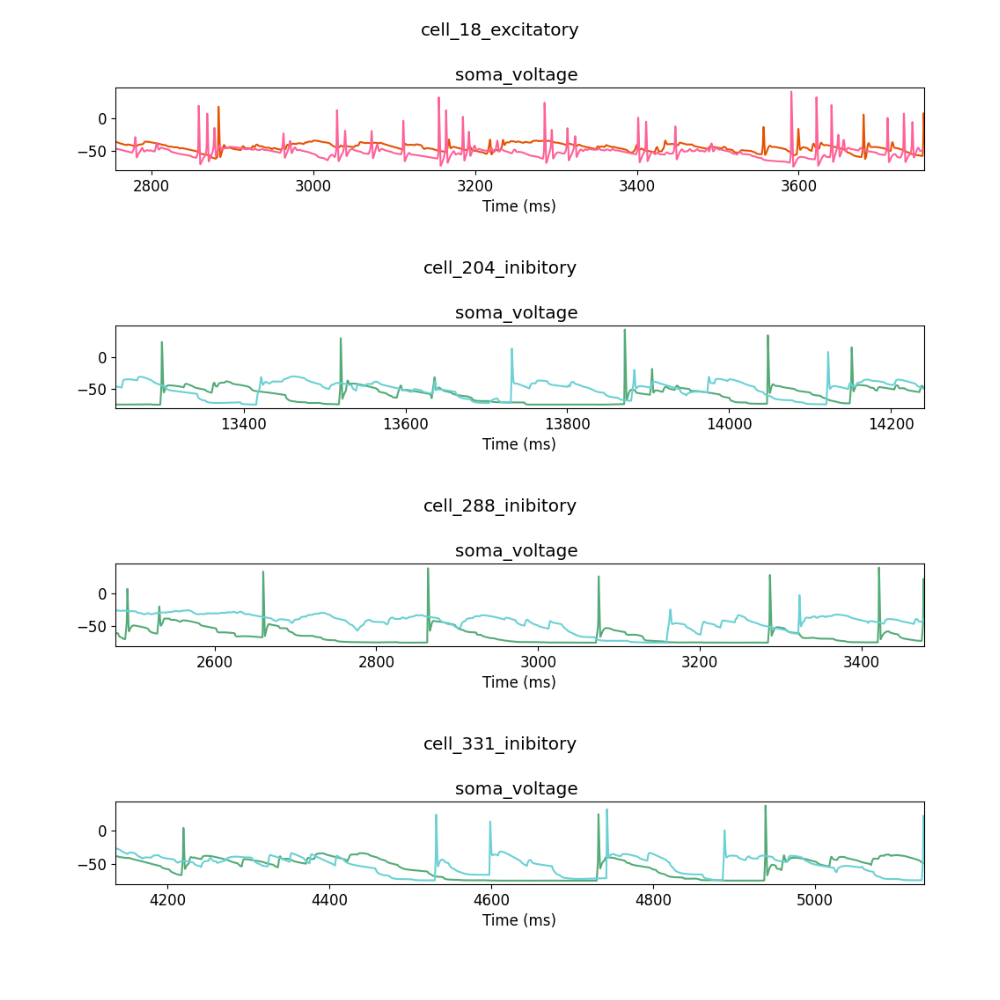 cell_18_excitatory
soma_voltage
0
−50
2800 3000 3200 3400 3600
Time (ms)
cell_204_inibitory
soma_voltage
0
−50
13400 13600 13800 14000 14200
Time (ms)
cell_288_inibitory
soma_voltage
0
−50
2600 2800 3000 3200 3400
Time (ms)
cell_331_inibitory
soma_voltage
0
−50
4200 4400 4600 4800 5000
Time (ms)